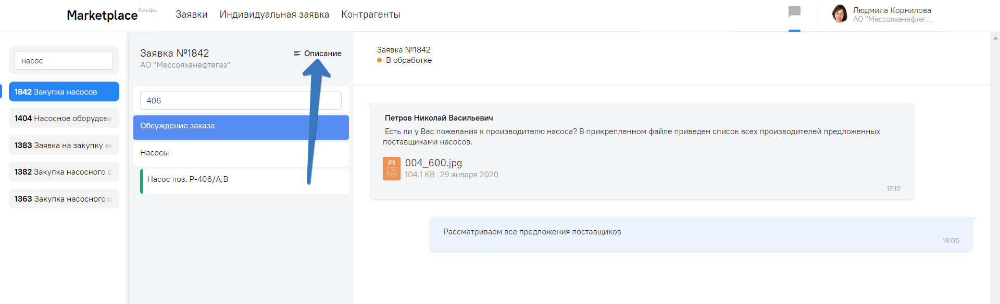 Marketplace Альфа
Заявки Индивидуальная заявка Контрагенты
Людмила Корнилова
АО "Мессояханефтег...
насос
1842 Закупка насосов
1404 Насосное оборудова
1383 Заявка на закупку на
1382 Закупка насосного о
1363 Закупка насосного о
Заявка №1842
АО "Мессояханефтегаз"
Описание
406
Обсуждение заказа
Насосы
Насос поз. P-406/A,B
Заявка №1842
В обработке
Петров Николай Васильевич
Есть ли у Вас пожелания к производителю насоса? В прикрепленном файле приведен список всех производителей предложенных
поставщиками насосов.
jpg
004_600.jpg
104.1 KB 29 января 2020
17:12
Рассматриваем все предложения поставщиков
18:05